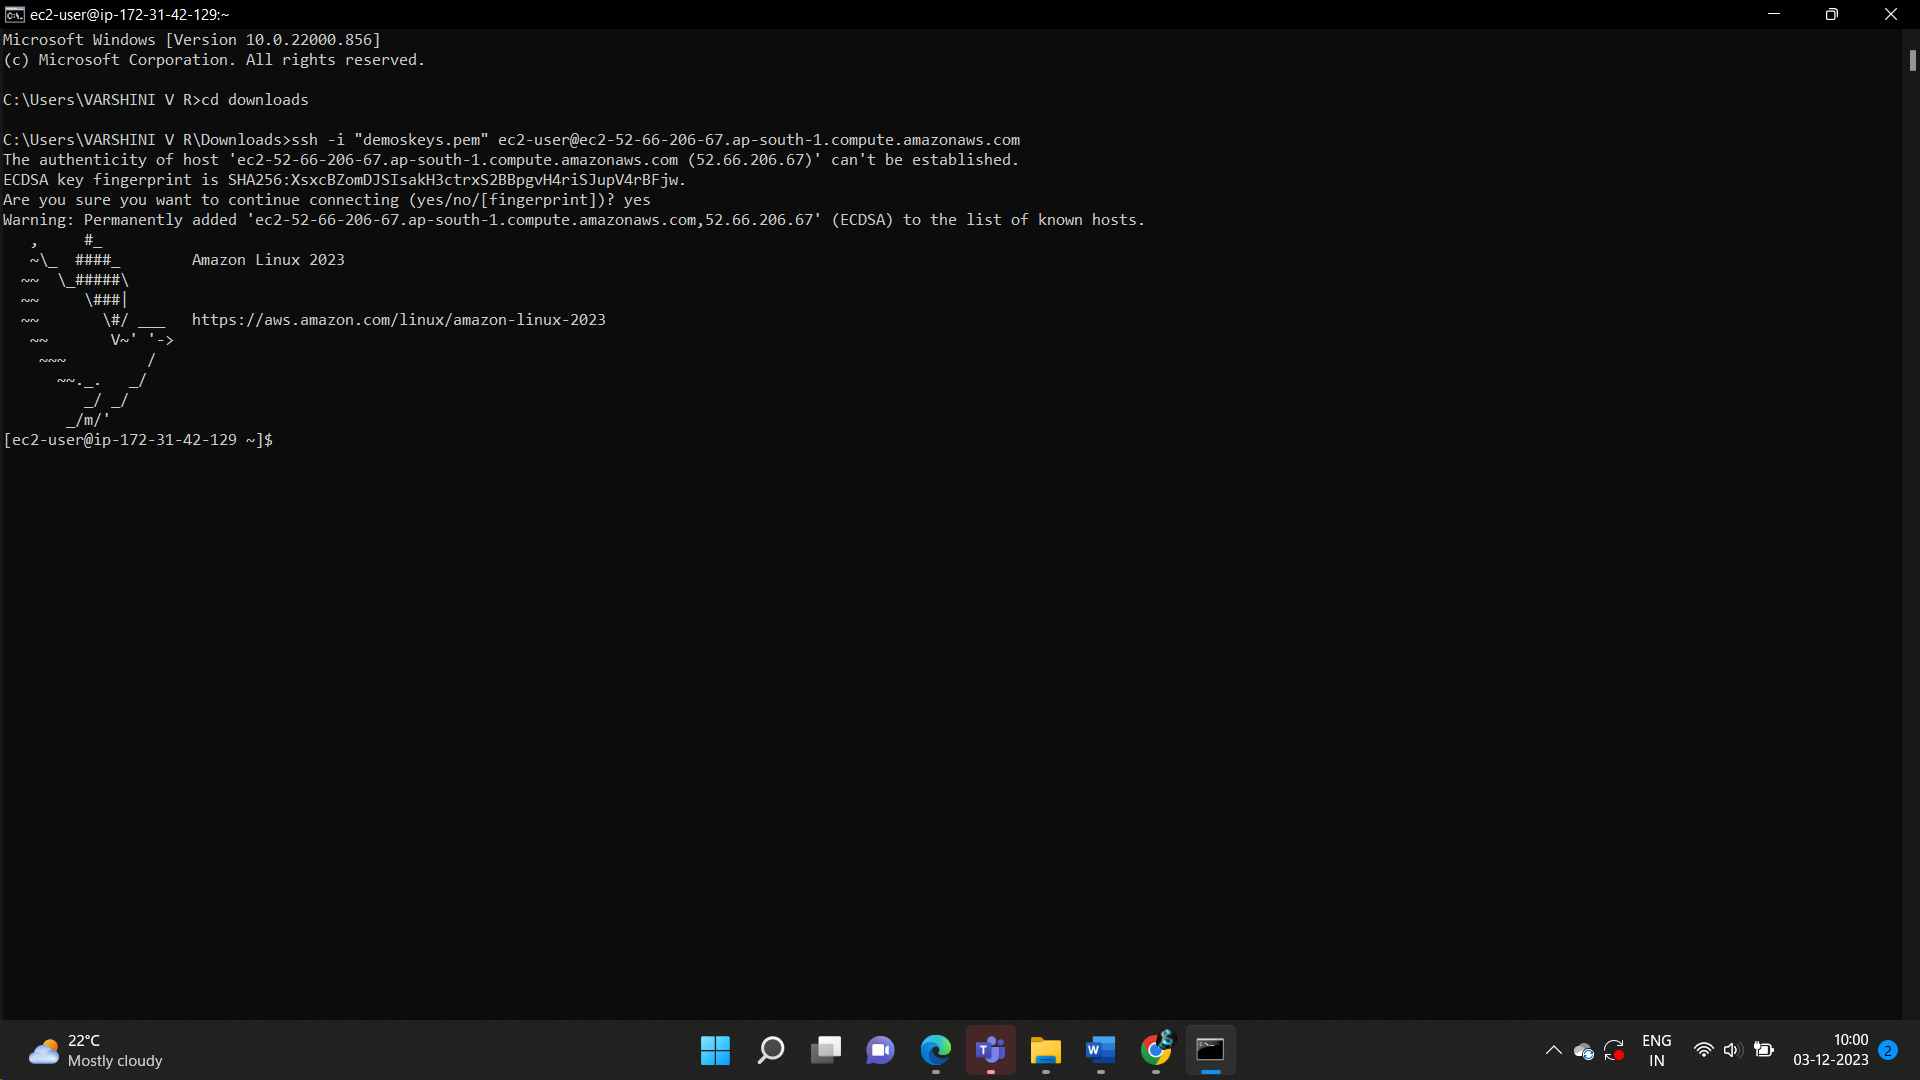 ec2-user@ip-172-31-42-129:~
Microsoft Windows [Version 10.0.22000.856]
(c) Microsoft Corporation. All rights reserved.
C:\Users\VARSHINI V R>cd downloads
C:\Users\VARSHINI V R\Downloads>ssh -i "demoskeys.pem" ec2-user@ec2-52-66-206-67.ap-south-1.compute.amazonaws.com
The authenticity of host 'ec2-52-66-206-67.ap-south-1.compute.amazonaws.com (52.66.206.67)' can't be established.
ECDSA key fingerprint is SHA256:XsxcBZomDJSIsakH3ctrxS2BBpgvH4riSJupV4rBFjw.
Are you sure you want to continue connecting (yes/no/[fingerprint])? yes
Warning: Permanently added 'ec2-52-66-206-67.ap-south-1.compute.amazonaws.com,52.66.206.67' (ECDSA) to the list of known hosts.
   ,     #_
   ~\_  ####_        Amazon Linux 2023
  ~~  \_#####\
  ~~     \###|
  ~~       \#/ ___   https://aws.amazon.com/linux/amazon-linux-2023
   ~~       V~' '->
    ~~~         /
      ~~._.   _/
         _/ _/
       _/m/'
[ec2-user@ip-172-31-42-129 ~]$
22°C
Mostly cloudy
ENG
IN
10:00
03-12-2023
2